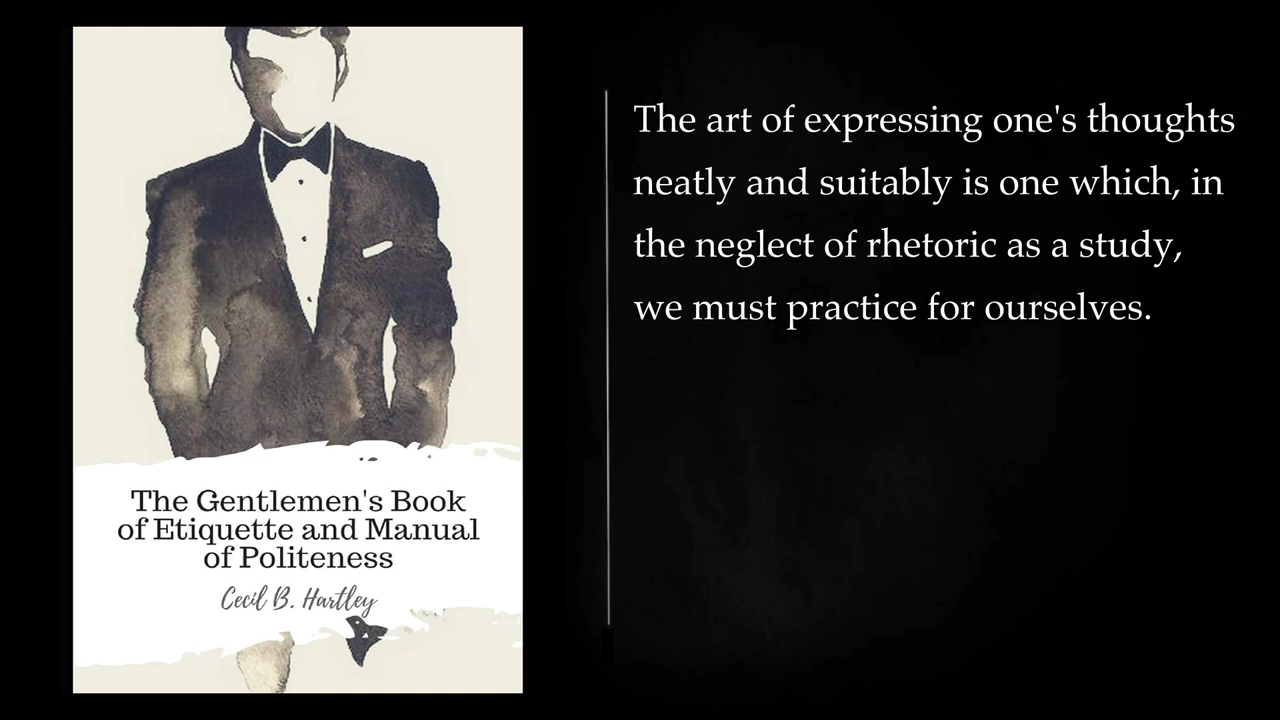 The Gentlemen's Book
of Etiquette and Manual
of Politeness
Cecil B. Hartley
The art of expressing one's thoughts
neatly and suitably is one which, in
the neglect of rhetoric as a study,
we must practice for ourselves.